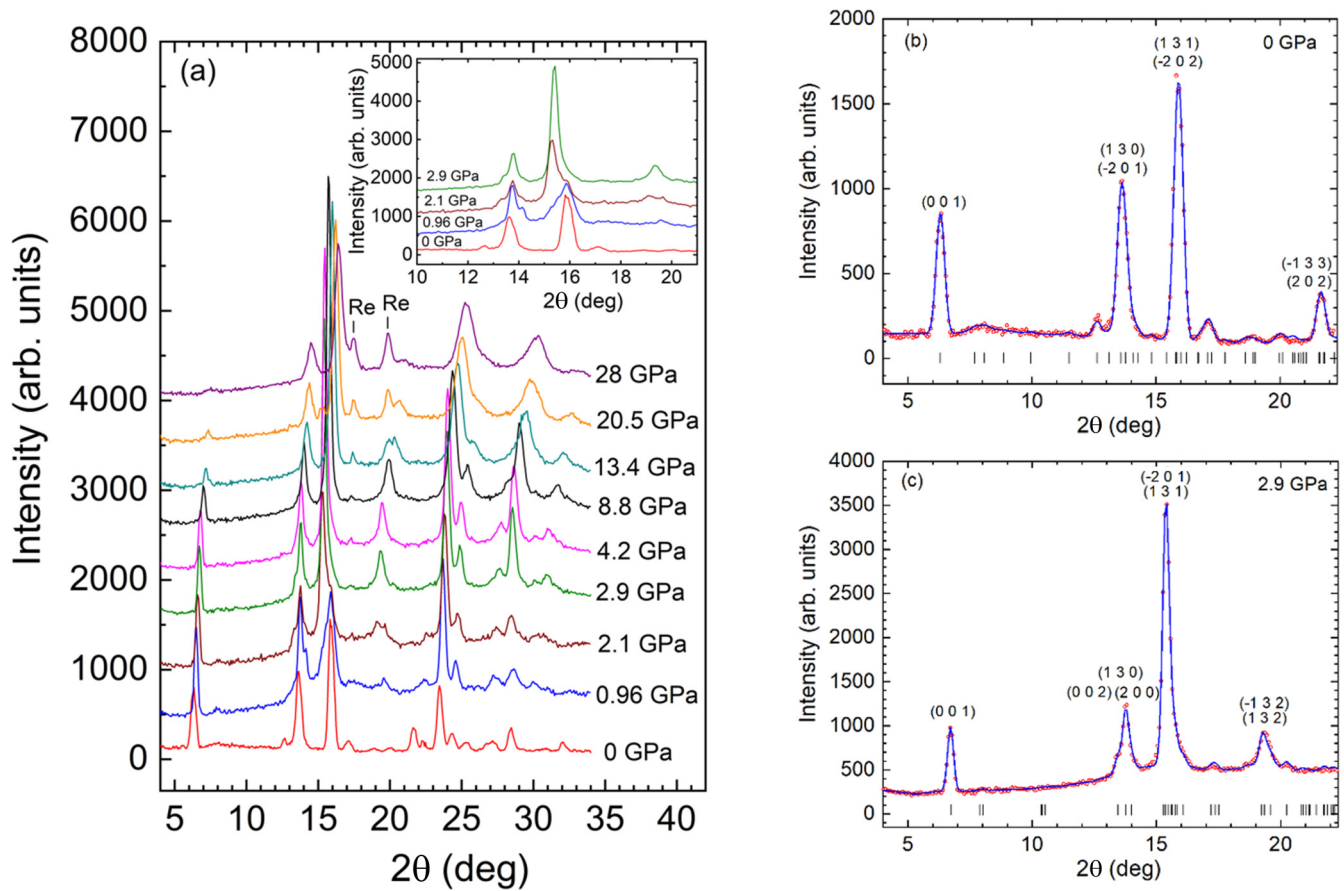 (a)
8000
7000
6000
5000
4000
3000
2000
1000
0
Intensity (arb. units)
5
10
15
20
25
30
35
40
2θ (deg)
Re
Re
28 GPa
20.5 GPa
13.4 GPa
8.8 GPa
4.2 GPa
2.9 GPa
2.1 GPa
0.96 GPa
0 GPa
5000
4000
3000
2000
1000
0
Intensity (arb. units)
2.9 GPa
2.1 GPa
0.96 GPa
0 GPa
10
12
14
16
18
20
2θ (deg)
(b)
0 GPa
2000
1500
1000
500
0
Intensity (arb. units)
(0 0 1)
(1 3 0)
(-2 0 1)
(1 3 1)
(-2 0 2)
(-1 3 3)
(2 0 2)
5
10
15
20
2θ (deg)
(c)
2.9 GPa
4000
3500
3000
2500
2000
1500
1000
500
0
Intensity (arb. units)
(0 0 1)
(1 3 0)
(0 0 2) (2 0 0)
(-2 0 1)
(1 3 1)
(-1 3 2)
(1 3 2)
4
6
8
10
12
14
16
18
20
22
2θ (deg)